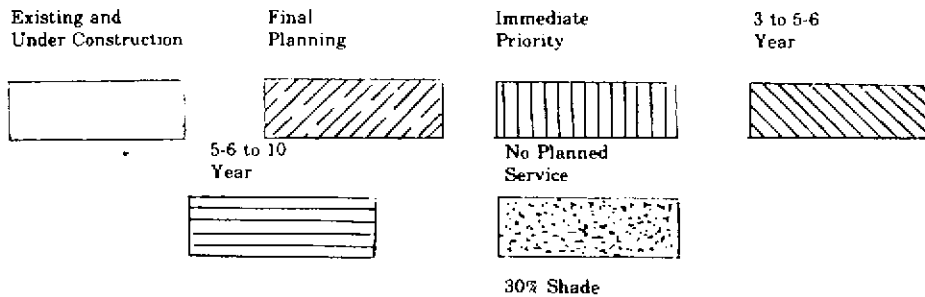 Existing and
Under Construction
Final
Planning
Immediate
Priority
3 to 5-6
Year
5-6 to 10
Year
No Planned
Service
30% Shade